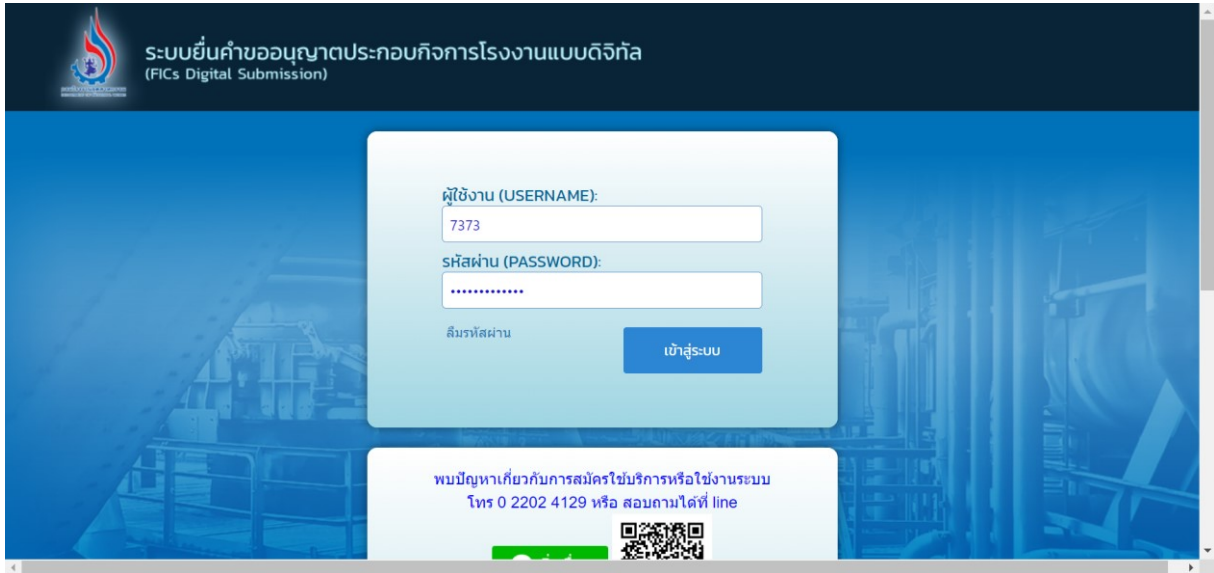 ระบบยื่นคำขออนุญาตประกอบกิจการโรงงานแบบดิจิทัล
(FICs Digital Submission)
ผู้ใช้งาน (USERNAME):
7373
รหัสผ่าน (PASSWORD):
•••••••••••••
ลืมรหัสผ่าน
เข้าสู่ระบบ
พบปัญหาเกี่ยวกับการสมัครใช้บริการหรือใช้งานระบบ
โทร 0 2202 4129 หรือ สอบถามได้ที่ line